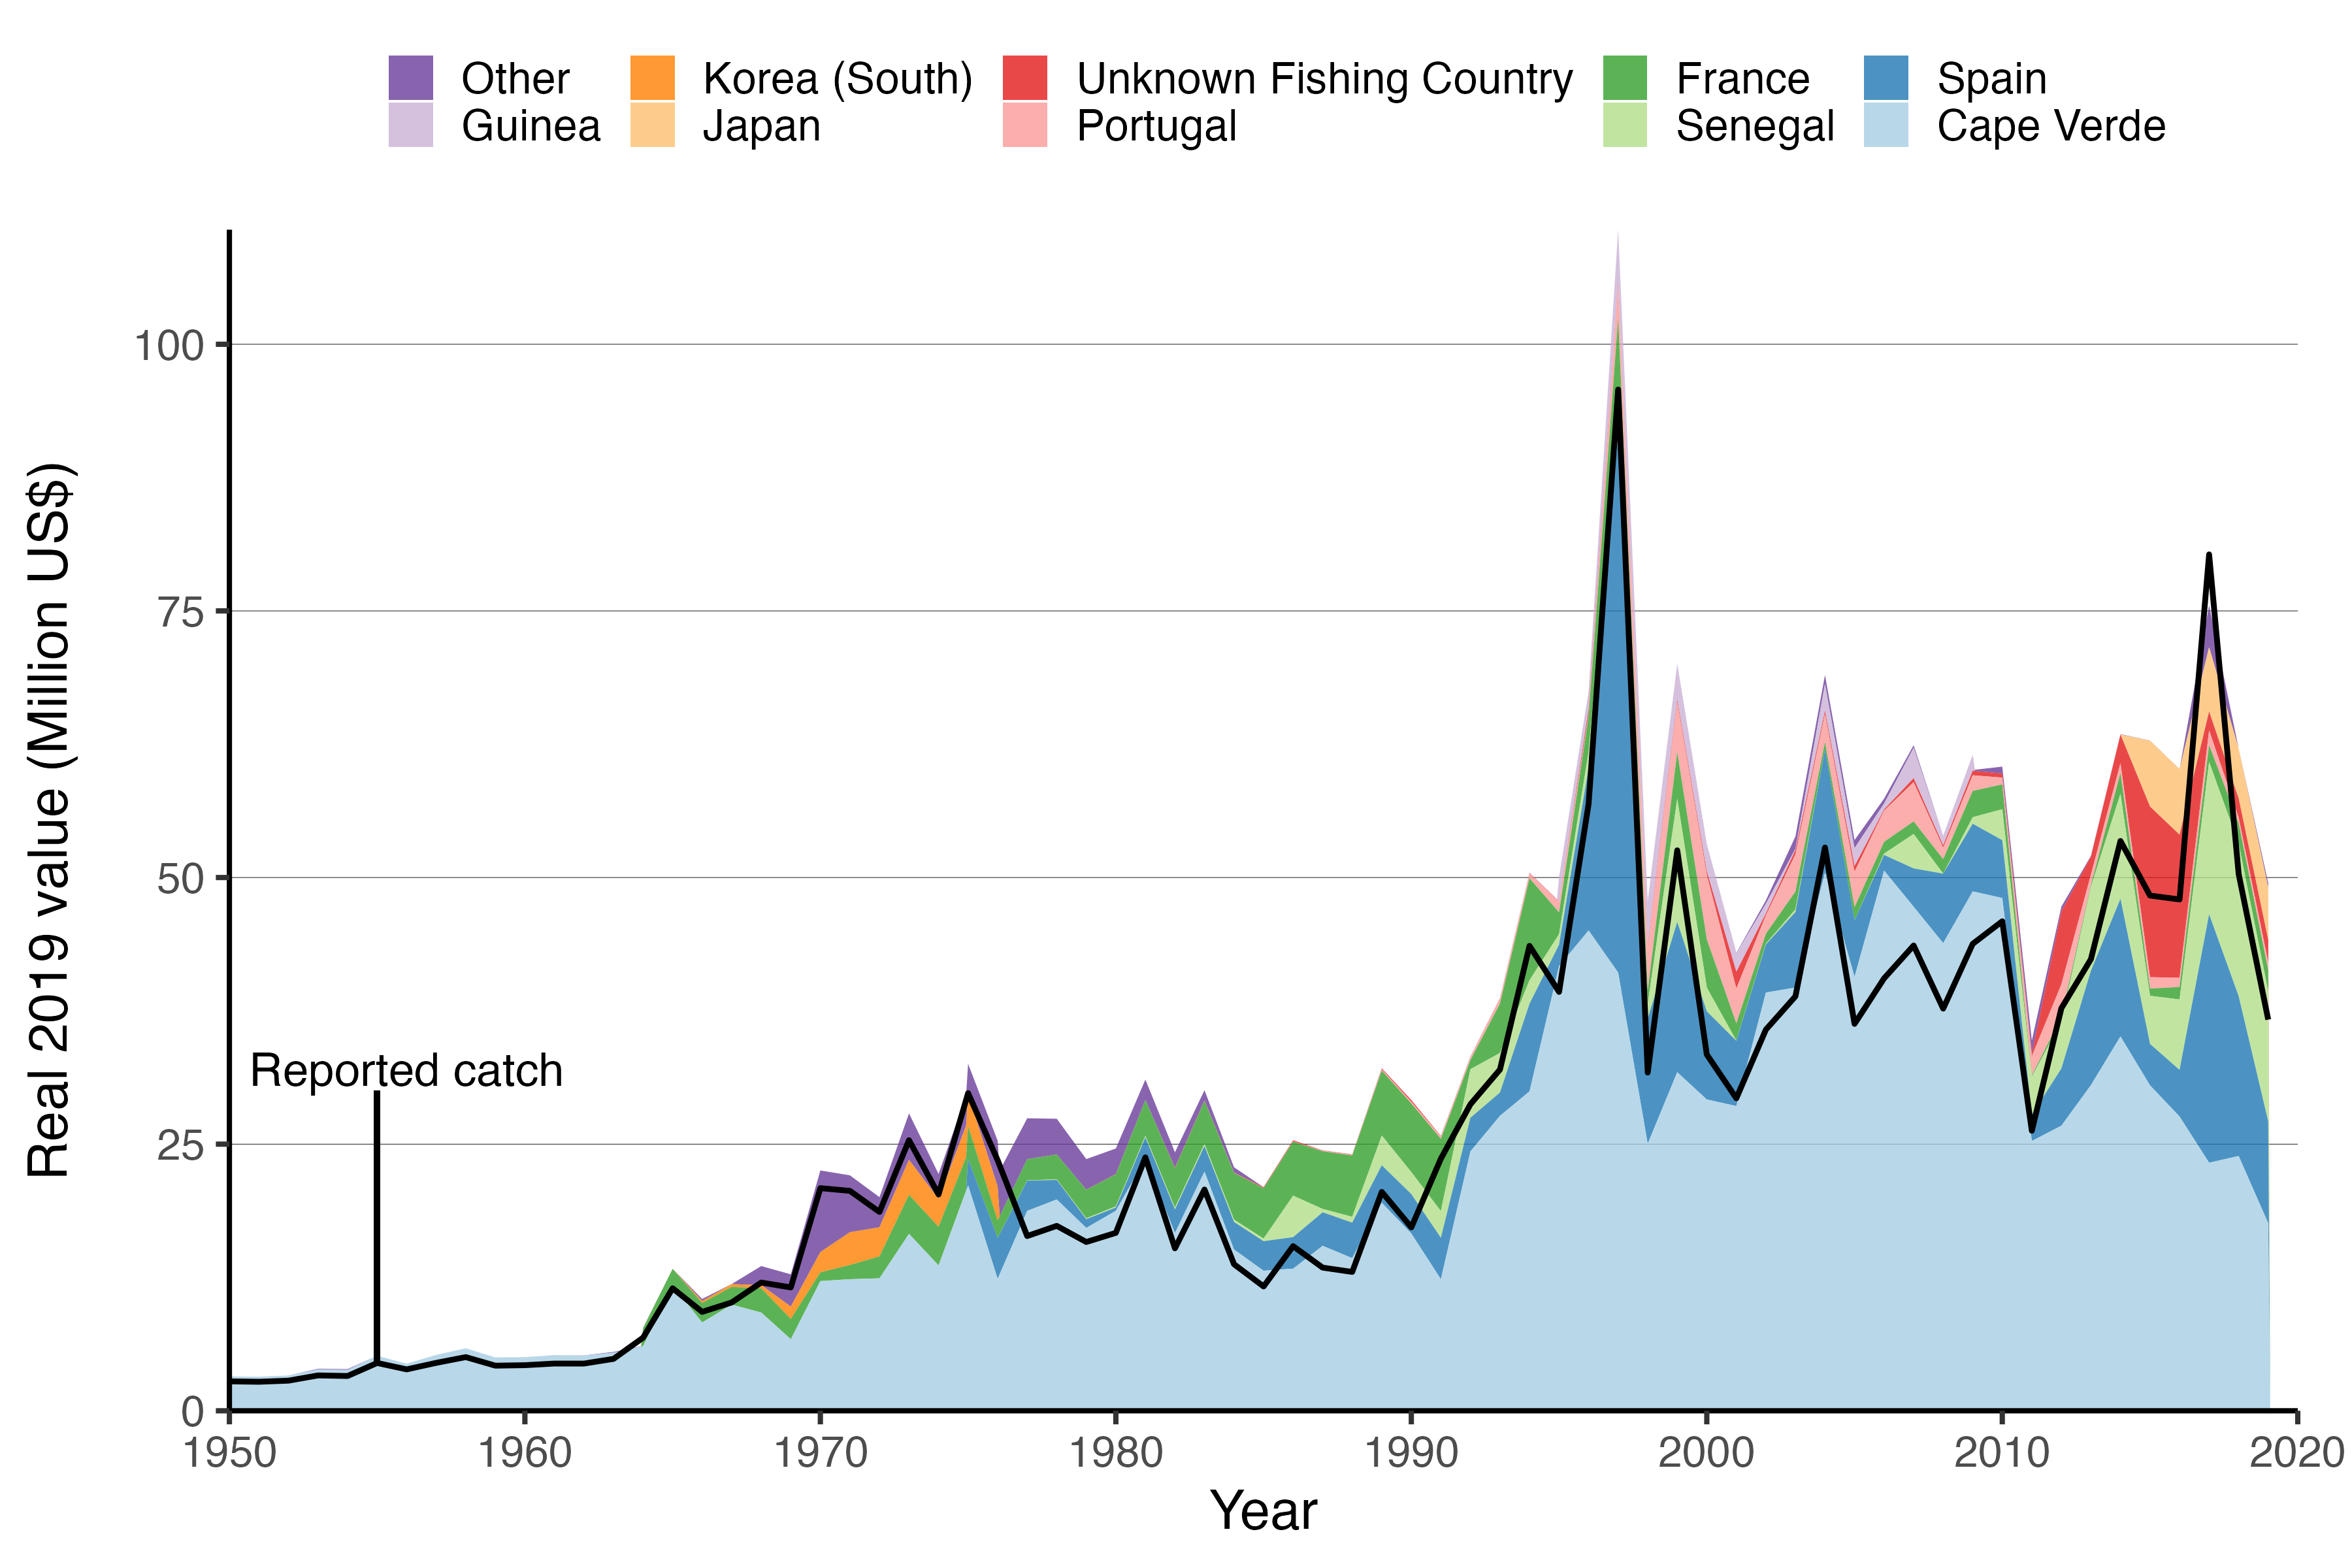 Other Korea (South) Unknown Fishing Country France Spain
Guinea Japan Portugal Senegal Cape Verde
Real 2019 value (Million US$)
100
75
50
25
0
Reported catch
1950 1960 1970 1980 1990 2000 2010 2020
Year